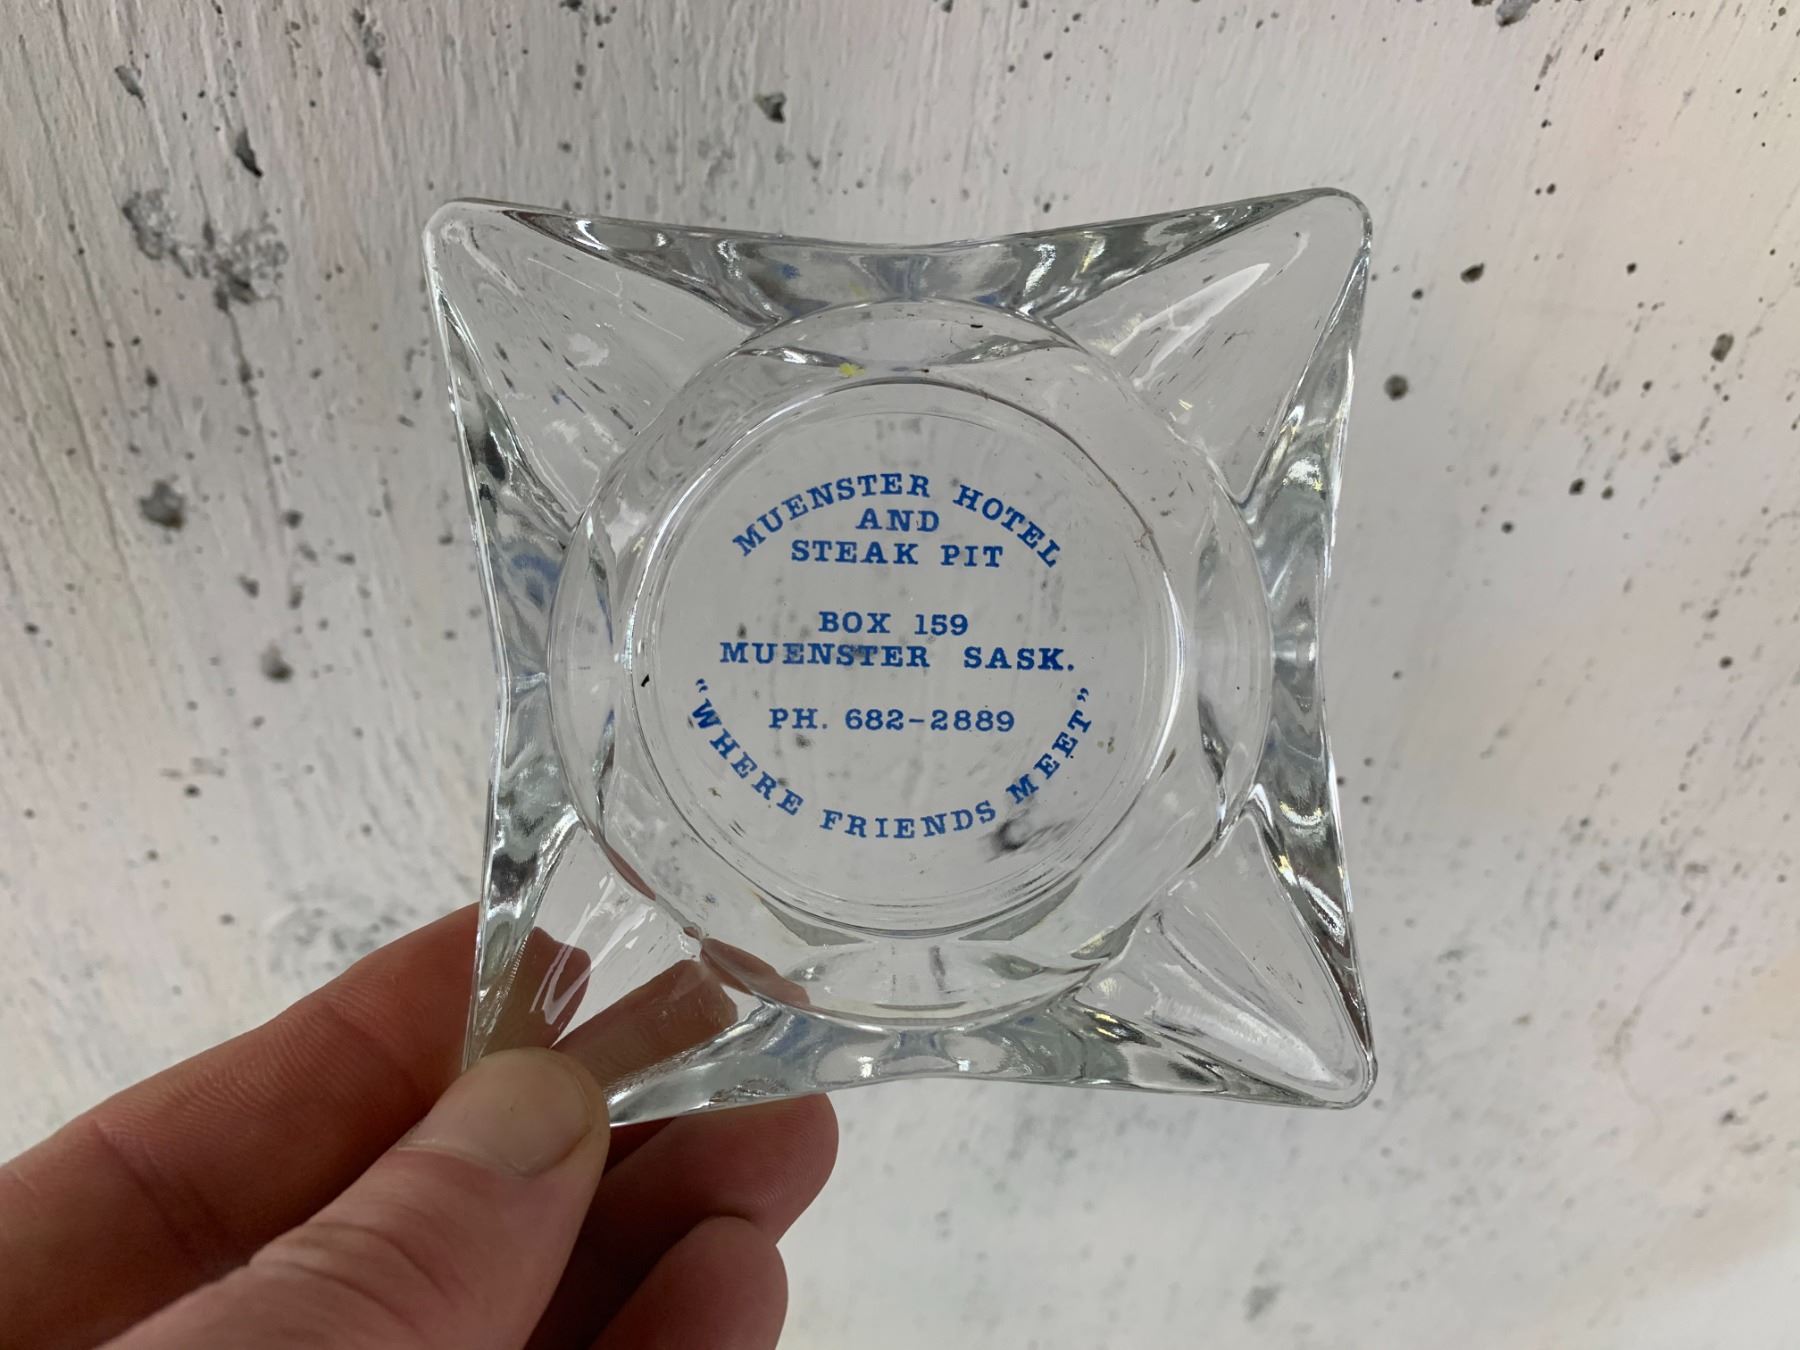 MUENSTER HOTEL
AND
STEAK PIT
BOX 159
MUENSTER SASK.
PH. 682-2889
“WHERE FRIENDS MEET”